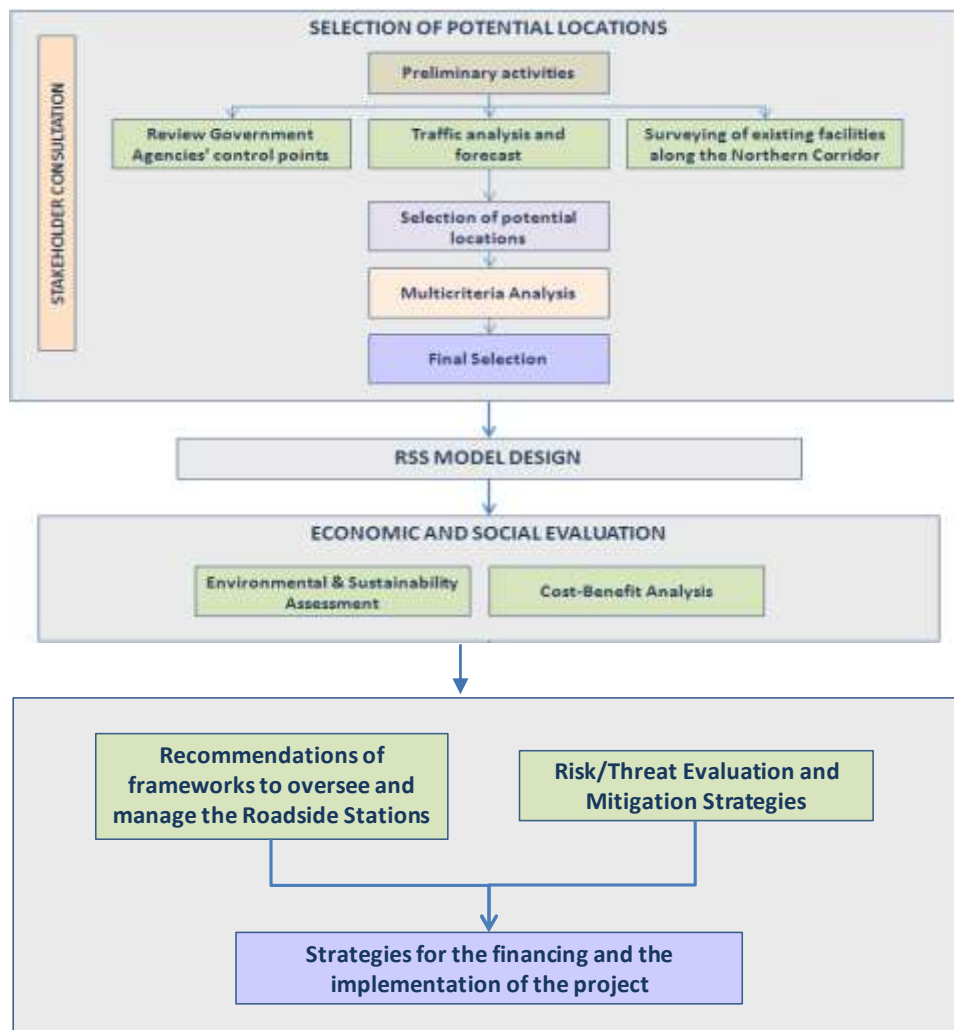 SELECTION OF POTENTIAL LOCATIONS
STAKEHOLDER CONSULTATION
Preliminary activities
Review Government
Agencies' control points
Traffic analysis and
forecast
Surveying of existing facilities
along the Northern Corridor
Selection of potential
locations
Multicriteria Analysis
Final Selection
RSS MODEL DESIGN
ECONOMIC AND SOCIAL EVALUATION
Environmental & Sustainability
Assessment
Cost-Benefit Analysis
Recommendations of
frameworks to oversee and
manage the Roadside Stations
Risk/Threat Evaluation and
Mitigation Strategies
Strategies for the financing and the
implementation of the project